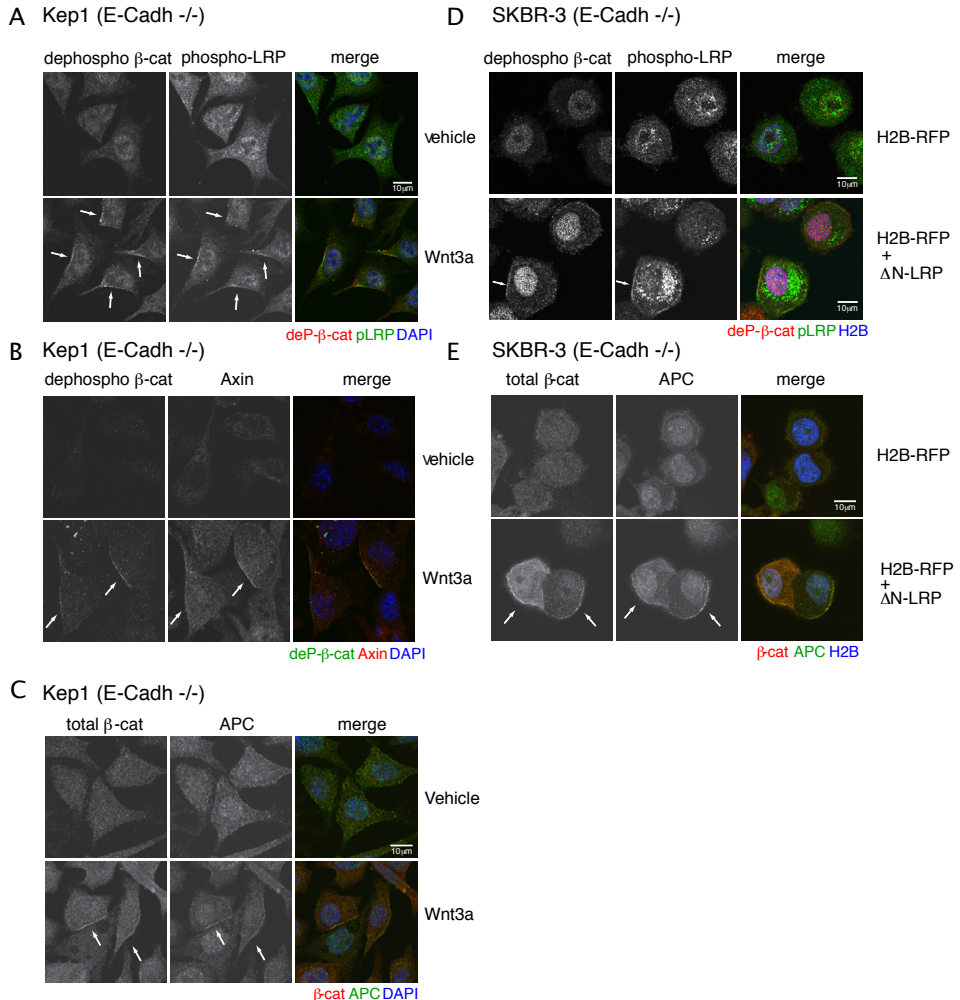 A Kep1 (E-Cadh -/-)
dephospho β-cat phospho-LRP merge
vehicle
10μm
Wnt3a
deP-β-cat pLRP DAPI
B Kep1 (E-Cadh -/-)
dephospho β-cat Axin merge
vehicle
Wnt3a
deP-β-cat Axin DAPI
C Kep1 (E-Cadh -/-)
total β-cat APC merge
Vehicle
10μm
Wnt3a
β-cat APC DAPI
D SKBR-3 (E-Cadh -/-)
dephospho β-cat phospho-LRP merge
H2B-RFP
10μm
H2B-RFP
+
ΔN-LRP
10μm
deP-β-cat pLRP H2B
E SKBR-3 (E-Cadh -/-)
total β-cat APC merge
H2B-RFP
10μm
H2B-RFP
+
ΔN-LRP
β-cat APC H2B